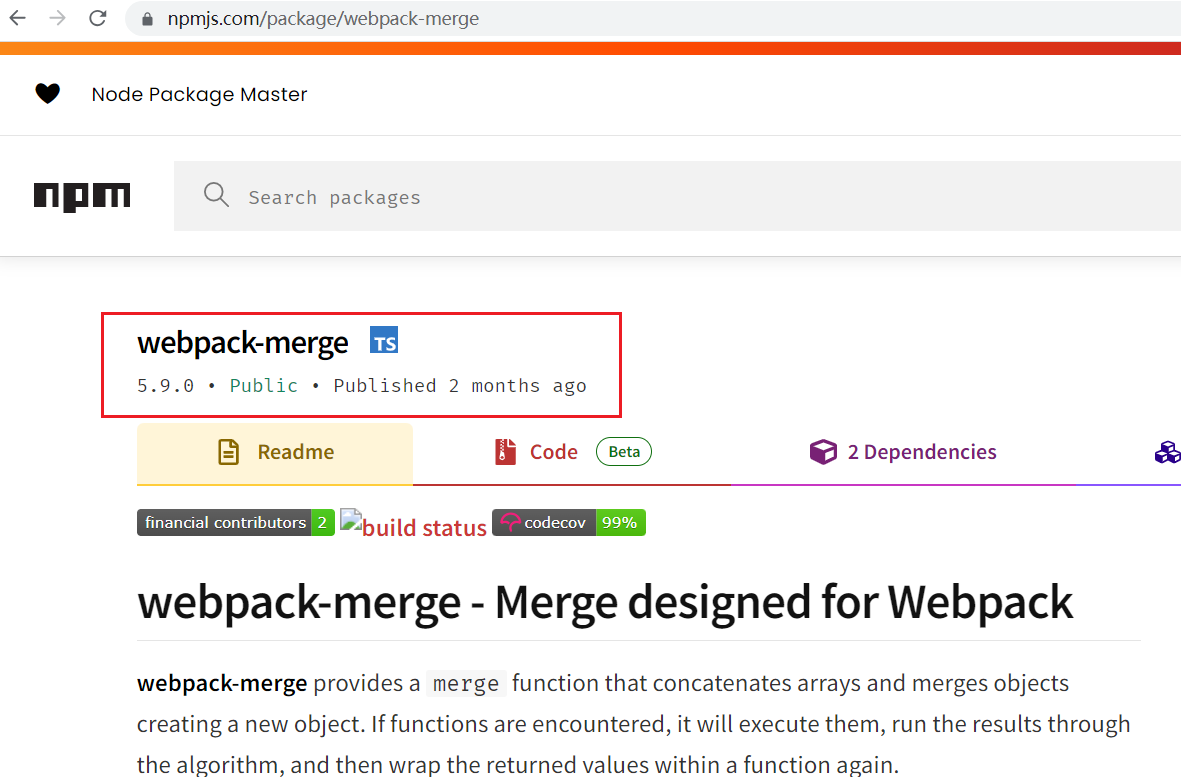 npmjs.com/package/webpack-merge
Node Package Master
npm
Search packages
webpack-merge TS
5.9.0 • Public • Published 2 months ago
Readme Code Beta 2 Dependencies
financial contributors 2 build status codecov 99%
webpack-merge - Merge designed for Webpack
webpack-merge provides a merge function that concatenates arrays and merges objects
creating a new object. If functions are encountered, it will execute them, run the results through
the algorithm, and then wrap the returned values within a function again.